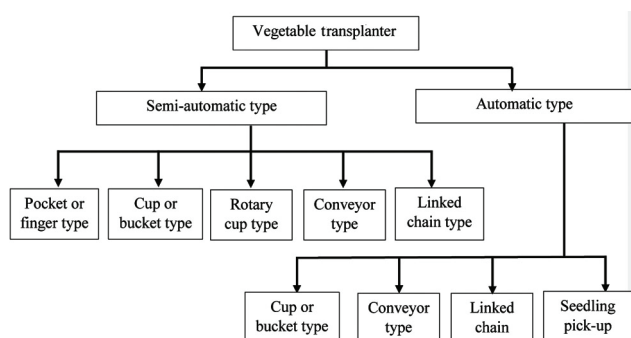 Vegetable transplanter
Semi-automatic type
Automatic type
Pocket or
finger type
Cup or
bucket type
Rotary
cup type
Conveyor
type
Linked
chain type
Cup or
bucket type
Conveyor
type
Linked
chain
Seedling
pick-up